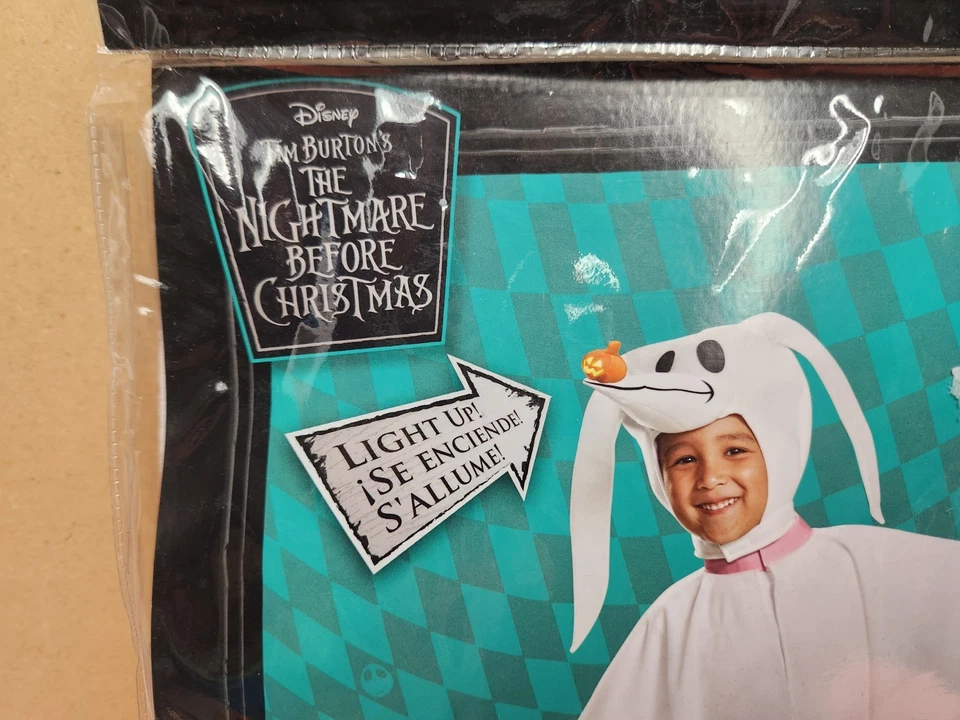 Disney
Tim Burton's
The
Nightmare
Before
Christmas
Light Up!
¡Se enciende!
S'allume!